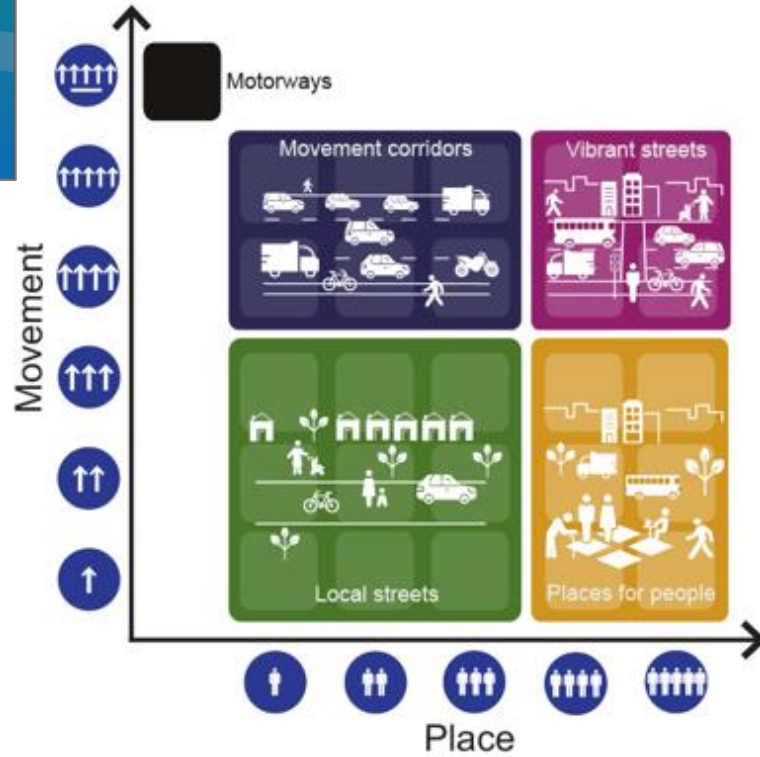 Motorways
Movement corridors
Vibrant streets
Movement
Local streets
Places for people
Place